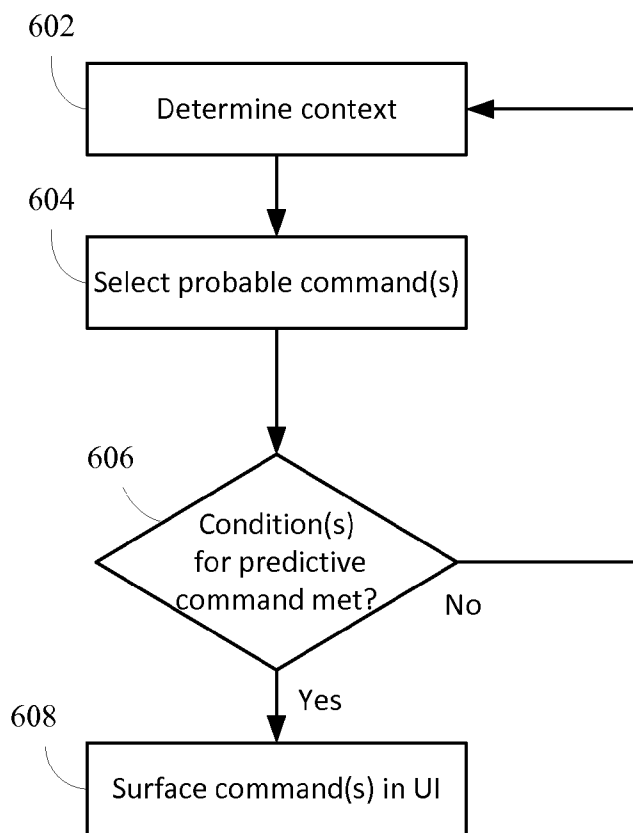 602
Determine context
604
Select probable command(s)
606
Condition(s)
for predictive
command met?
No
Yes
608
Surface command(s) in UI